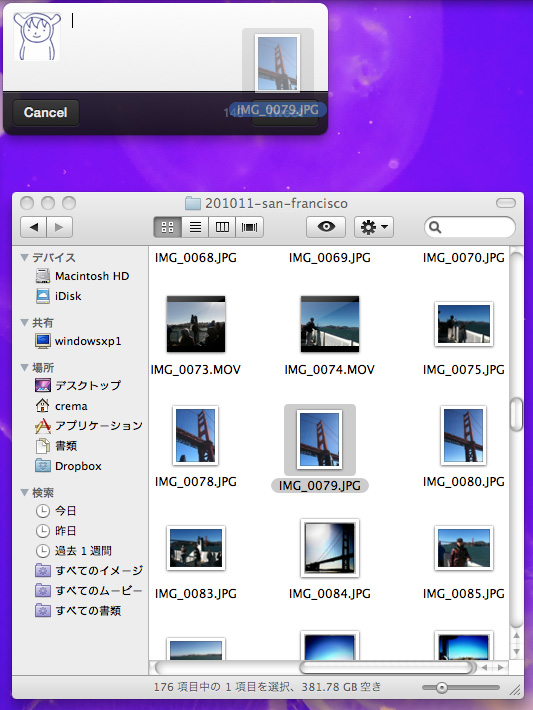 Cancel
IMG_0079.JPG
201011-san-francisco
デバイス
Macintosh HD
iDisk
共有
windowsxp1
場所
デスクトップ
crema
アプリケーション
書類
Dropbox
検索
今日
昨日
過去 1 週間
すべてのイメージ
すべてのムービー
すべての書類
IMG_0068.JPG IMG_0069.JPG IMG_0070.JPG
IMG_0073.MOV IMG_0074.MOV IMG_0075.JPG
IMG_0078.JPG IMG_0079.JPG IMG_0080.JPG
IMG_0083.JPG IMG_0084.JPG IMG_0085.JPG
176 項目中の 1 項目を選択、381.78 GB 空き